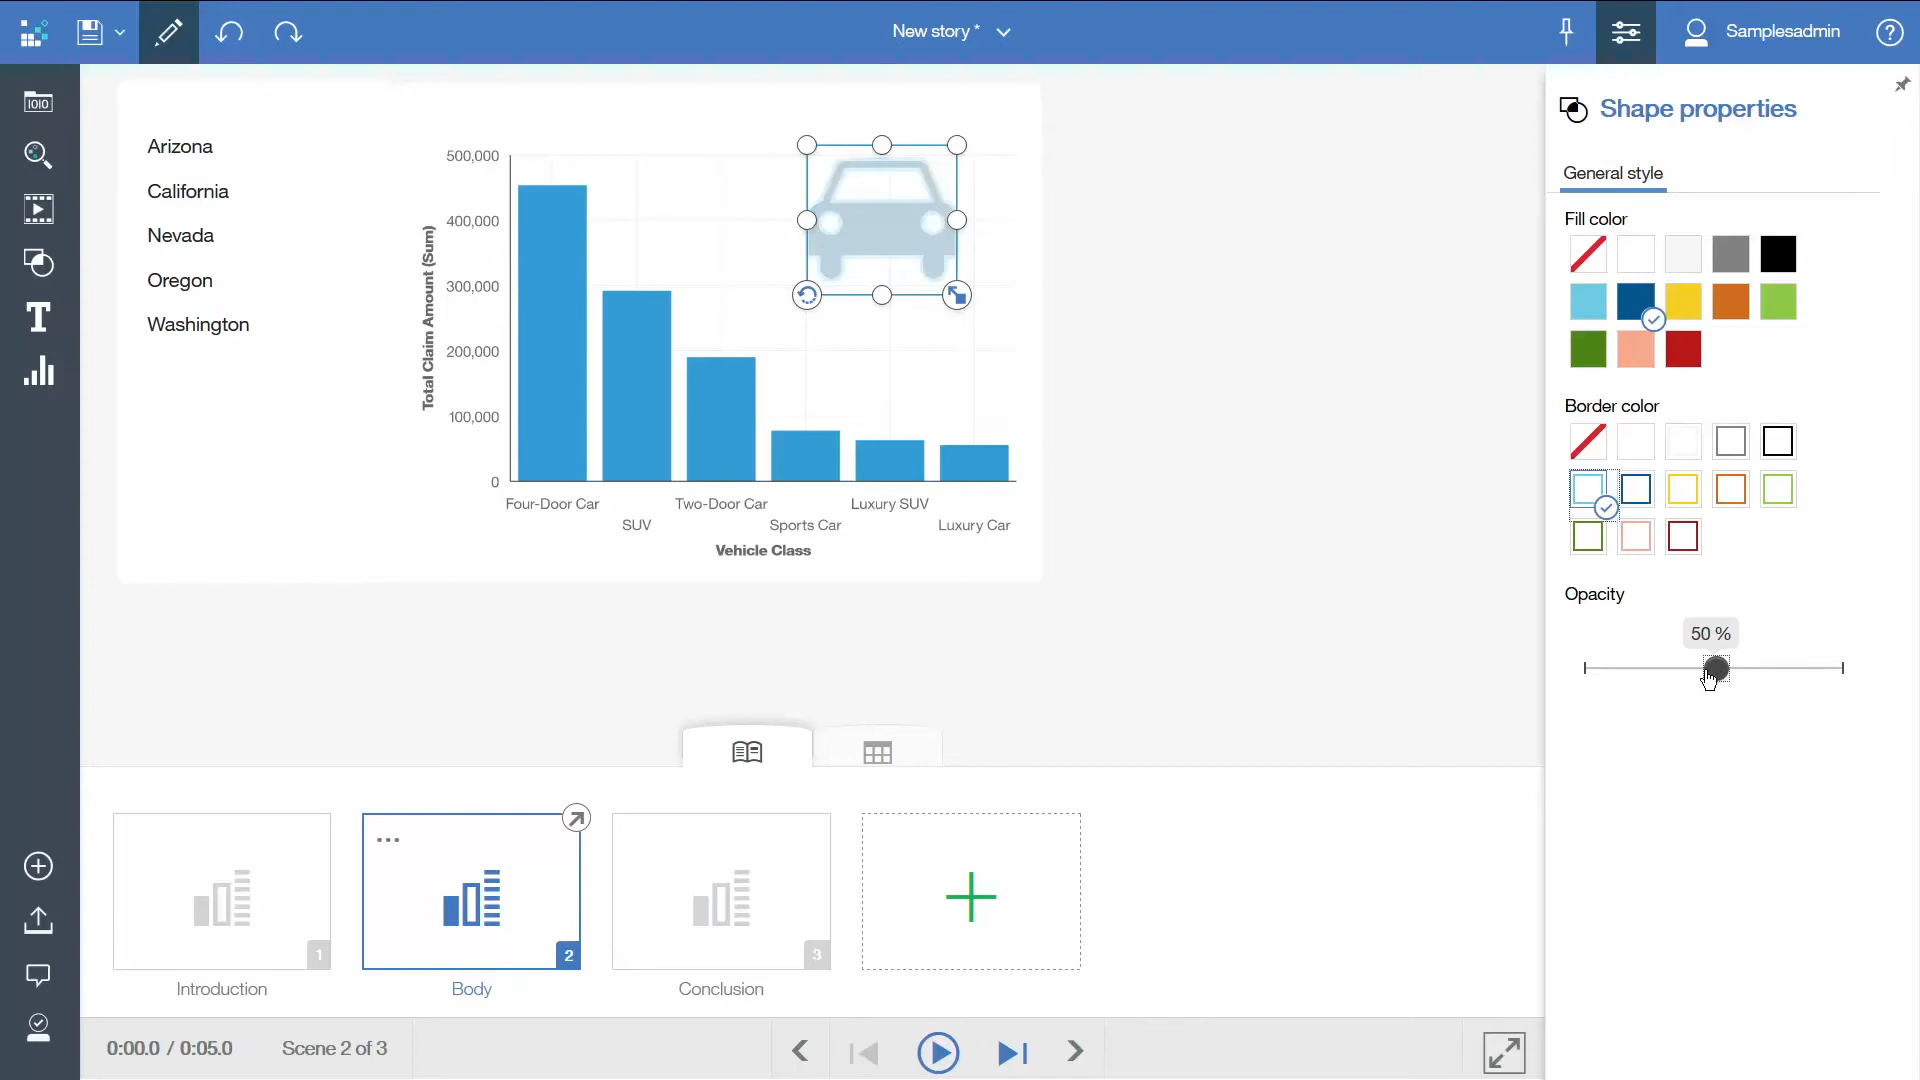 New story *
Samplesadmin
IOIO
Arizona
California
Nevada
Oregon
Washington
500,000
400,000
300,000
200,000
100,000
0
Total Claim Amount (Sum)
Four-Door Car
SUV
Two-Door Car
Sports Car
Luxury SUV
Luxury Car
Vehicle Class
Shape properties
General style
Fill color
Border color
Opacity
50 %
1
2
3
Introduction
Body
Conclusion
0:00.0 / 0:05.0
Scene 2 of 3